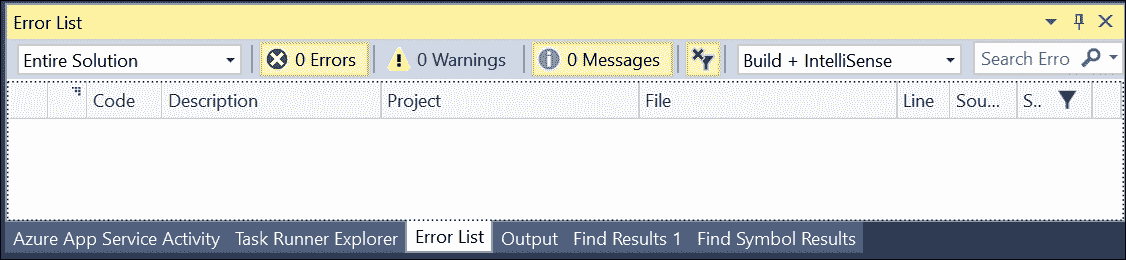 Error List
Entire Solution 0 Errors 0 Warnings 0 Messages Build + IntelliSense Search Erro
Code Description Project File Line Sou... S..
Azure App Service Activity Task Runner Explorer Error List Output Find Results 1 Find Symbol Results